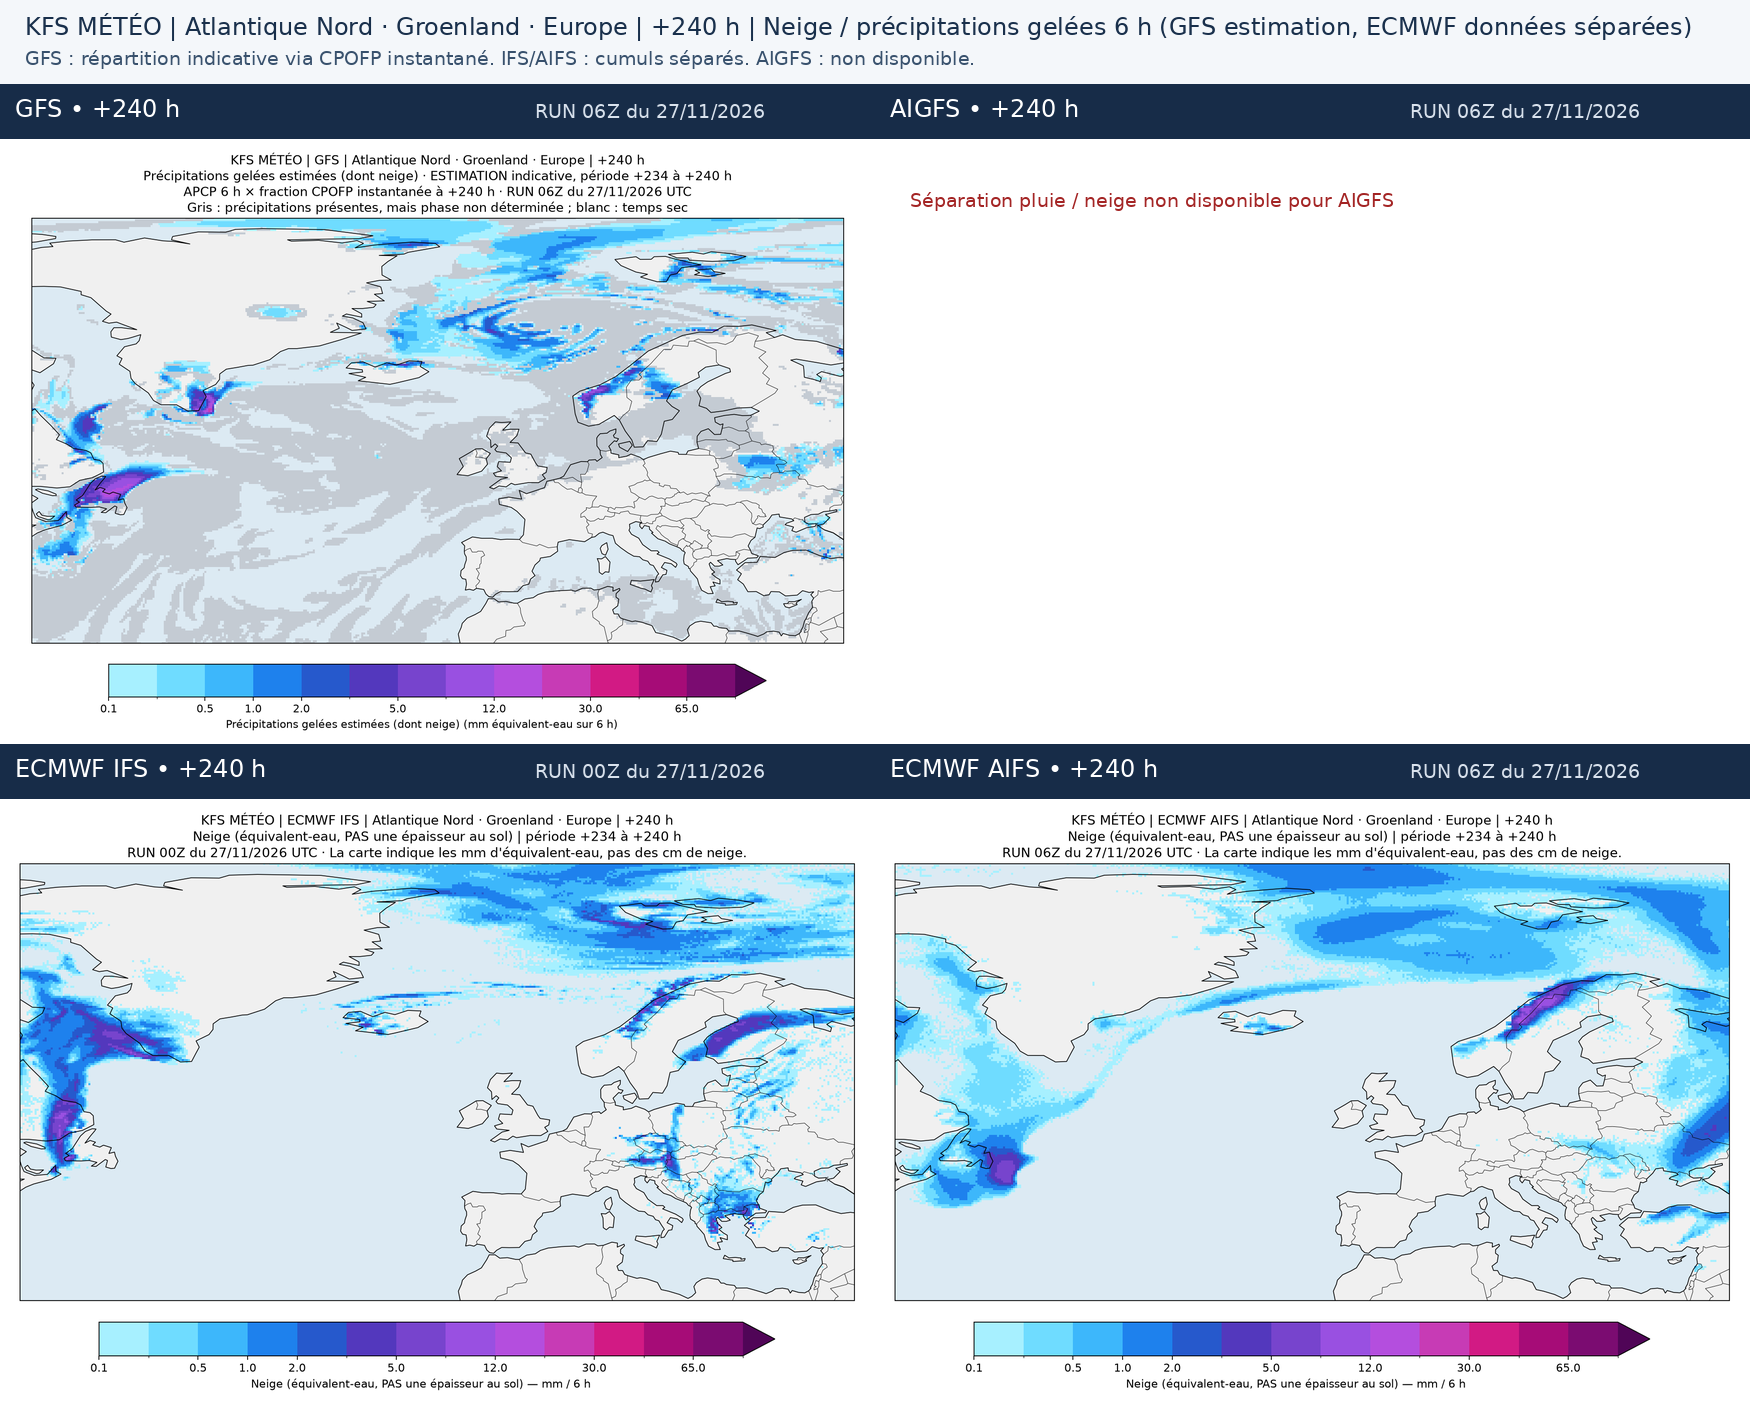 KFS MÉTÉO | Atlantique Nord · Groenland · Europe | +240 h | Neige / précipitations gelées 6 h (GFS estimation, ECMWF données séparées)
GFS : répartition indicative via CPOFP instantané. IFS/AIFS : cumuls séparés. AIGFS : non disponible.
GFS • +240 h
RUN 06Z du 27/11/2026
AIGFS • +240 h
RUN 06Z du 27/11/2026
KFS MÉTÉO | GFS | Atlantique Nord · Groenland · Europe | +240 h
Précipitations gelées estimées (dont neige) · ESTIMATION indicative, période +234 à +240 h
APCP 6 h × fraction CPOFP instantanée à +240 h · RUN 06Z du 27/11/2026 UTC
Gris : précipitations présentes, mais phase non déterminée ; blanc : temps sec
Séparation pluie / neige non disponible pour AIGFS
0.1 0.5 1.0 2.0 5.0 12.0 30.0 65.0
Précipitations gelées estimées (dont neige) (mm équivalent-eau sur 6 h)
ECMWF IFS • +240 h
RUN 00Z du 27/11/2026
ECMWF AIFS • +240 h
RUN 06Z du 27/11/2026
KFS MÉTÉO | ECMWF IFS | Atlantique Nord · Groenland · Europe | +240 h
Neige (équivalent-eau, PAS une épaisseur au sol) | période +234 à +240 h
RUN 00Z du 27/11/2026 UTC · La carte indique les mm d'équivalent-eau, pas des cm de neige.
KFS MÉTÉO | ECMWF AIFS | Atlantique Nord · Groenland · Europe | +240 h
Neige (équivalent-eau, PAS une épaisseur au sol) | période +234 à +240 h
RUN 06Z du 27/11/2026 UTC · La carte indique les mm d'équivalent-eau, pas des cm de neige.
0.1 0.5 1.0 2.0 5.0 12.0 30.0 65.0
Neige (équivalent-eau, PAS une épaisseur au sol) — mm / 6 h
0.1 0.5 1.0 2.0 5.0 12.0 30.0 65.0
Neige (équivalent-eau, PAS une épaisseur au sol) — mm / 6 h